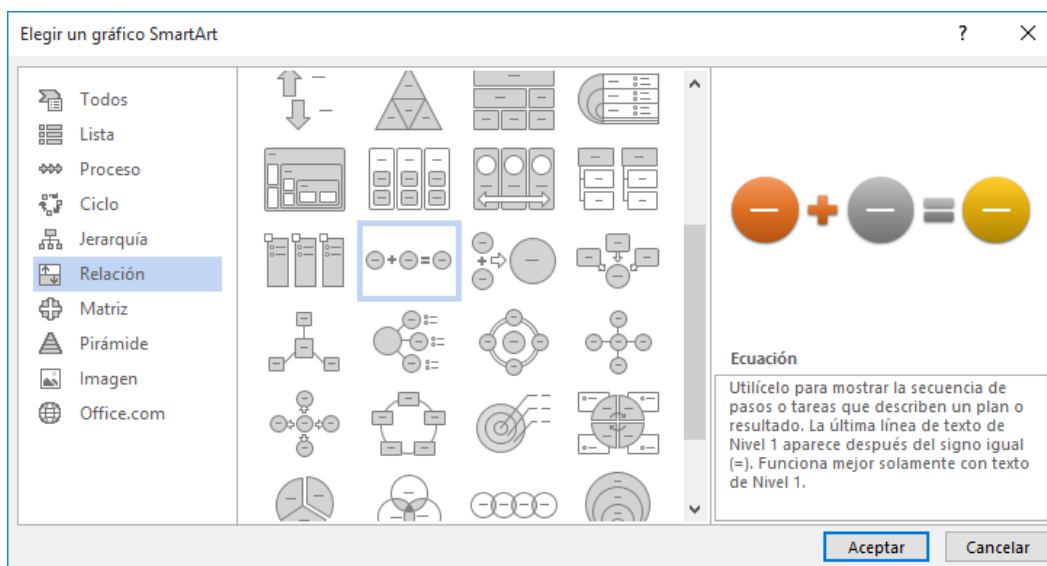 Elegir un gráfico SmartArt
Todos
Lista
Proceso
Ciclo
Jerarquía
Relación
Matriz
Pirámide
Imagen
Office.com
Ecuación
Utilícelo para mostrar la secuencia de
pasos o tareas que describen un plan o
resultado. La última línea de texto de
Nivel 1 aparece después del signo igual
(=). Funciona mejor solamente con texto
de Nivel 1.
Aceptar
Cancelar